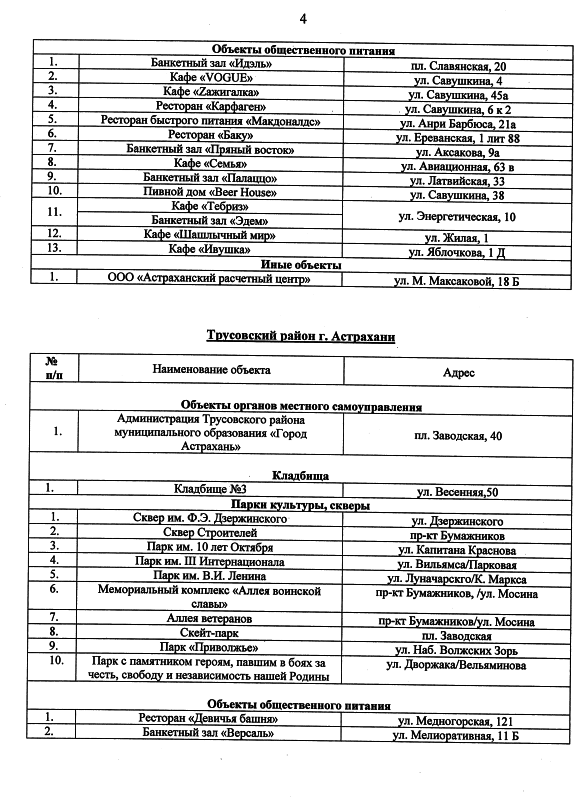 4
Объекты общественного питания
1. Банкетный зал «Идэль» пл. Славянская, 20
2. Кафе «VOGUE» ул. Савушкина, 4
3. Кафе «Zажигалка» ул. Савушкина, 45а
4. Ресторан «Карфаген» ул. Савушкина, 6 к 2
5. Ресторан быстрого питания «Макдоналдс» ул. Анри Барбюса, 21а
6. Ресторан «Баку» ул. Ереванская, 1 лит 88
7. Банкетный зал «Пряный восток» ул. Аксакова, 9а
8. Кафе «Семья» ул. Авиационная, 63 в
9. Банкетный зал «Палаццо» ул. Латвийская, 33
10. Пивной дом «Beer House» ул. Савушкина, 38
11. Кафе «Тебриз» ул. Энергетическая, 10
Банкетный зал «Эдем»
12. Кафе «Шашлычный мир» ул. Жилая, 1
13. Кафе «Ивушка» ул. Яблочкова, 1 Д
Иные объекты
1. ООО «Астраханский расчетный центр» ул. М. Максаковой, 18 Б
Трусовский район г. Астрахани
№ п/п Наименование объекта Адрес
Объекты органов местного самоуправления
1. Администрация Трусовского района
муниципального образования «Город пл. Заводская, 40
Астрахань»
Кладбища
1. Кладбище №3 ул. Весенняя,50
Парки культуры, скверы
1. Сквер им. Ф.Э. Дзержинского ул. Дзержинского
2. Сквер Строителей пр-кт Бумажников
3. Парк им. 10 лет Октября ул. Капитана Краснова
4. Парк им. III Интернационала ул. Вильямса/Парковая
5. Парк им. В.И. Ленина ул. Луначарскго/К. Маркса
6. Мемориальный комплекс «Аллея воинской пр-кт Бумажников, /ул. Мосина
славы»
7. Аллея ветеранов пр-кт Бумажников/ул. Мосина
8. Скейт-парк пл. Заводская
9. Парк «Приволжье» ул. Наб. Волжских Зорь
10. Парк с памятником героям, павшим в боях за ул. Дворжака/Вельяминова
честь, свободу и независимость нашей Родины
Объекты общественного питания
1. Ресторан «Девичья башня» ул. Медногорская, 121
2. Банкетный зал «Версаль» ул. Мелиоративная, 11 Б